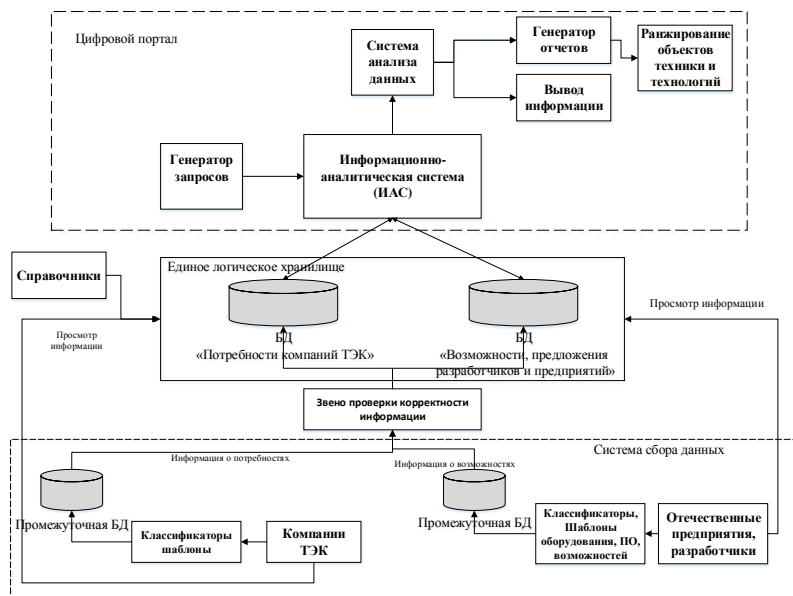 Цифровой портал
Система
анализа
данных
Генератор
отчетов
Ранжирование
объектов
техники и
технологий
Вывод
информации
Генератор
запросов
Информационно-
аналитическая система
(ИАС)
Справочники
Единое логическое хранилище
Просмотр информации
Просмотр
информации
БД
«Потребности компаний ТЭК»
БД
«Возможности, предложения
разработчиков и предприятий»
Звено проверки корректности
информации
Система сбора данных
Информация о потребностях
Информация о возможностях
Промежуточная БД
Классификаторы
шаблоны
Компании
ТЭК
Промежуточная БД
Классификаторы,
Шаблоны
оборудования, ПО,
возможностей
Отечественные
предприятия,
разработчики